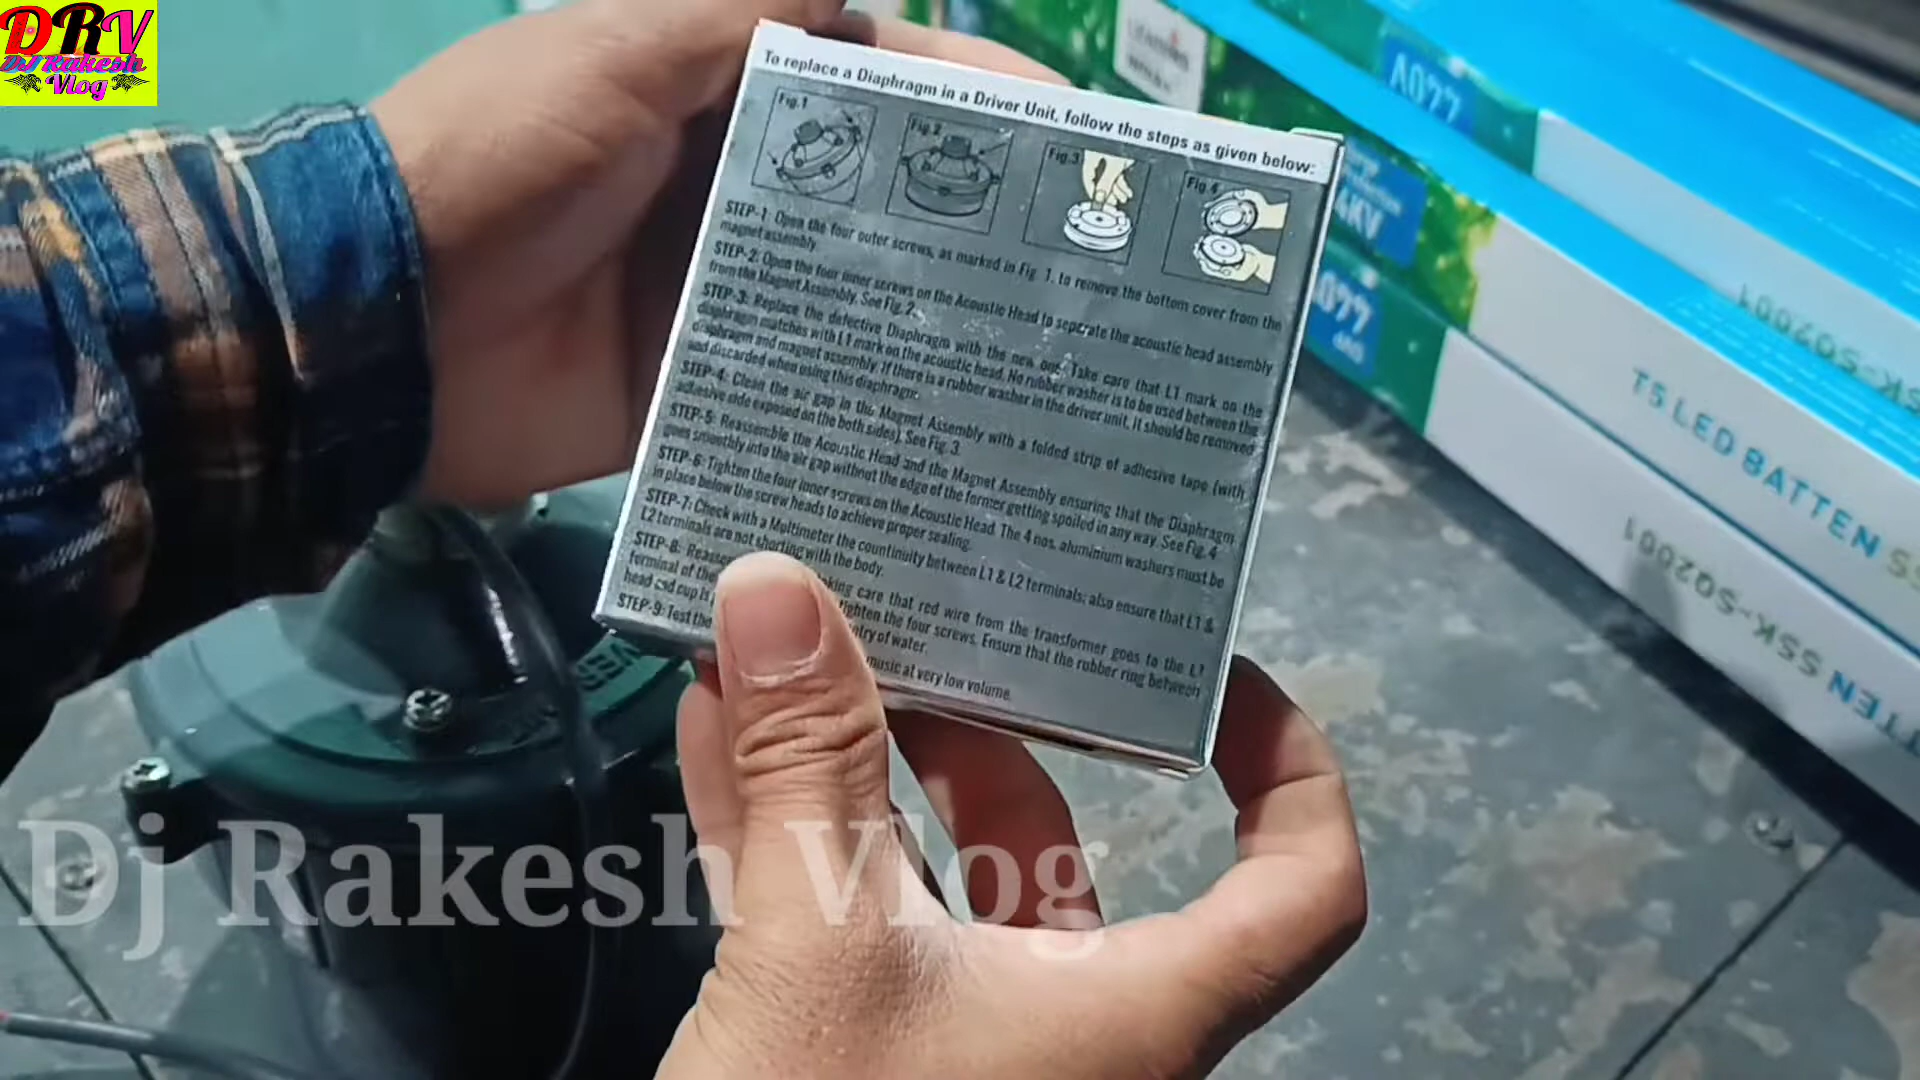 DRV
DJ Rakesh
Vlog
To replace a Diaphragm in a Driver Unit, follow the steps as given below:
Fig.1
Fig.2
Fig.3
Fig.4
STEP-1: Open the four outer screws, as marked in Fig. 1. to remove the bottom cover from the
magnet assembly.
STEP-2: Open the four inner screws on the Acoustic Head to seperate the acoustic head assembly
from the Magnet Assembly. See Fig. 2.
STEP-3: Replace the defective Diaphragm with the new one. Take care that L1 mark on the
diaphragm matches with L1 mark on the acoustic head. No rubber washer is to be used between the
diaphragm and magnet assembly. If there is a rubber washer in the driver unit, it should be removed
and discarded when using this diaphragm.
STEP-4: Clean the air gap in the Magnet Assembly with a folded strip of adhesive tape (with
adhesive side exposed on the both sides). See Fig. 3.
STEP-5: Reassemble the Acoustic Head and the Magnet Assembly ensuring that the Diaphragm
goes smoothly into the air gap without the edge of the former getting spoiled in any way. See Fig. 4
STEP-6: Tighten the four inner screws on the Acoustic Head. The 4 nos. aluminum washers must be
in place below the screw heads to achieve proper sealing.
STEP-7: Check with a Multimeter the countinuity between L1 & L2 terminals; also ensure that L1 &
L2 terminals are not shorting with the body.
STEP-8: care that red wire from the transformer goes to the L1
terminal of the tighten the four screws. Ensure that the rubber ring between
head csd cup is of water.
STEP-9: Test the music at very low volume.
T5 LED BATTEN
SSK-SQ2001
Dj Rakesh Vlog